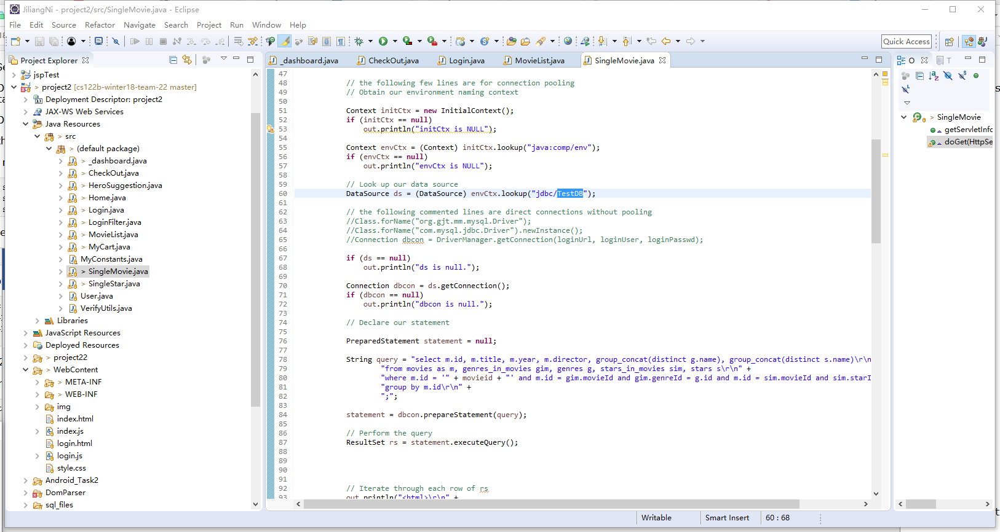 JiliangNi - project2/src/SingleMovie.java - Eclipse
File Edit Source Refactor Navigate Search Project Run Window Help
Quick Access
Project Explorer
jspTest
> project2 [cs122b-winter18-team-22 master]
Deployment Descriptor: project2
JAX-WS Web Services
Java Resources
> src
> (default package)
> _dashboard.java
> CheckOut.java
> HeroSuggestion.java
> Home.java
> Login.java
> LoginFilter.java
> MovieList.java
> MyCart.java
MyConstants.java
> SingleMovie.java
> SingleStar.java
User.java
VerifyUtils.java
Libraries
JavaScript Resources
Deployed Resources
> project22
> WebContent
> META-INF
> WEB-INF
img
index.html
index.js
login.html
login.js
style.css
Android_Task2
DomParser
sql_files
_dashboard.java CheckOut.java Login.java MovieList.java SingleMovie.java
47
48 // the following few lines are for connection pooling
49 // Obtain our environment naming context
50
51 Context initCtx = new InitialContext();
52 if (initCtx == null)
53 out.println("initCtx is NULL");
54
55 Context envCtx = (Context) initCtx.lookup("java:comp/env");
56 if (envCtx == null)
57 out.println("envCtx is NULL");
58
59 // Look up our data source
60 DataSource ds = (DataSource) envCtx.lookup("jdbc/TestDB");
61
62 // the following commented lines are direct connections without pooling
63 //Class.forName("org.gjt.mm.mysql.Driver");
64 //Class.forName("com.mysql.jdbc.Driver").newInstance();
65 //Connection dbcon = DriverManager.getConnection(loginUrl, loginUser, loginPasswd);
66
67 if (ds == null)
68 out.println("ds is null.");
69
70 Connection dbcon = ds.getConnection();
71 if (dbcon == null)
72 out.println("dbcon is null.");
73
74 // Declare our statement
75
76 PreparedStatement statement = null;
77
78 String query = "select m.id, m.title, m.year, m.director, group_concat(distinct g.name), group_concat(distinct s.name)\r\n
79 "from movies as m, genres_in_movies gim, genres g, stars_in_movies sim, stars s\r\n" +
80 "where m.id = '" + movieid + "' and m.id = gim.movieId and gim.genreId = g.id and m.id = sim.movieId and sim.starI
81 "group by m.id\r\n" +
82 ";";
83
84 statement = dbcon.prepareStatement(query);
85
86 // Perform the query
87 ResultSet rs = statement.executeQuery();
88
89
90
91
92 // Iterate through each row of rs
93 out.println("<html>\r\n" +
O T
> SingleMovie
getServletInfo
doGet(HttpSe
Writable Smart Insert 60 : 68